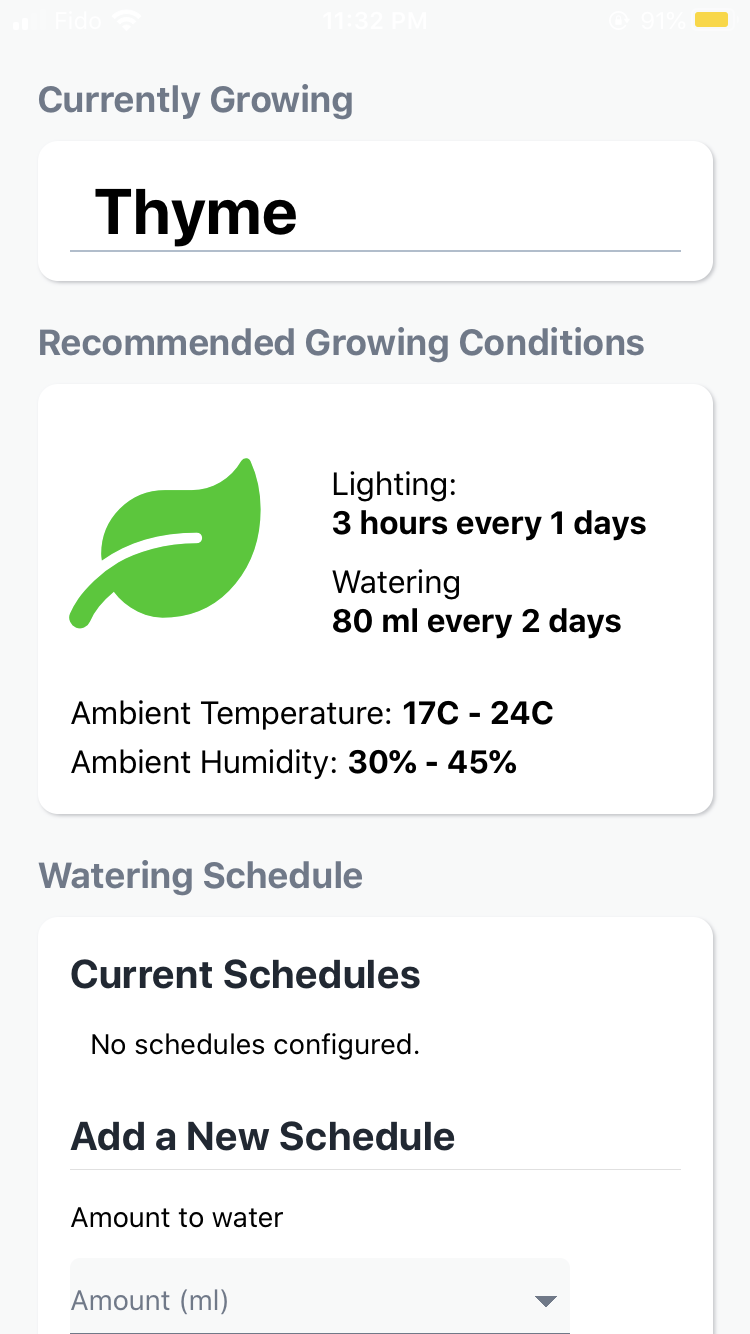 Fido 11:32 PM 91%
Currently Growing
Thyme
Recommended Growing Conditions
Lighting:
3 hours every 1 days
Watering
80 ml every 2 days
Ambient Temperature: 17C - 24C
Ambient Humidity: 30% - 45%
Watering Schedule
Current Schedules
No schedules configured.
Add a New Schedule
Amount to water
Amount (ml)